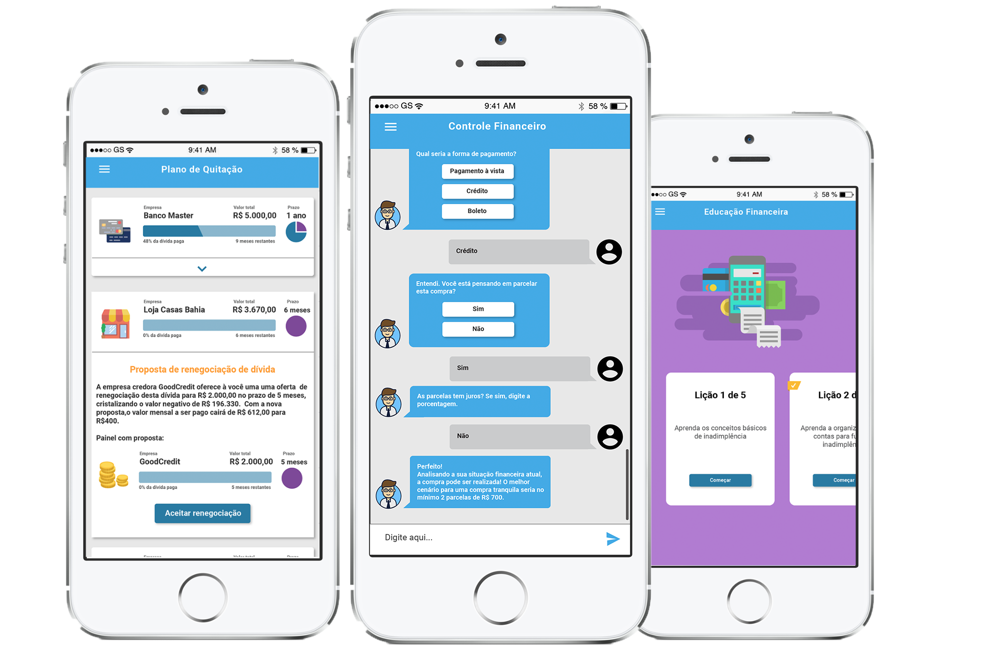 GS 9:41 AM 58 %
Plano de Quitação
Empresa Valor total Prazo
Banco Master R$ 5.000,00 1 ano
48% da dívida paga 9 meses restantes
Empresa Valor total Prazo
Loja Casas Bahia R$ 3.670,00 6 meses
0% da dívida paga 6 meses restantes
Proposta de renegociação de dívida
A empresa credora GoodCredit oferece à você uma uma oferta de
renegociação desta dívida para R$ 2.000,00 no prazo de 5 meses,
cristalizando o valor negativo de R$ 196.330. Com a nova
proposta,o valor mensal a ser pago cairá de R$ 612,00 para
R$400.
Painel com proposta:
Empresa Valor total Prazo
GoodCredit R$ 2.000,00 5 meses
0% da dívida paga 5 meses restantes
Aceitar renegociação
Empresa Valor total Prazo
GS 9:41 AM 58 %
Controle Financeiro
Qual seria a forma de pagamento?
Pagamento à vista
Crédito
Boleto
Crédito
Entendi. Você está pensando em parcelar
esta compra?
Sim
Não
Sim
As parcelas tem juros? Se sim, digite a
porcentagem.
Não
Perfeito!
Analisando a sua situação financeira atual,
a compra pode ser realizada! O melhor
cenário para uma compra tranquila seria no
mínimo 2 parcelas de R$ 700.
Digite aqui...
GS 9:41 AM 58 %
Educação Financeira
Lição 1 de 5
Aprenda os conceitos básicos
de inadimplência
Começar
Lição 2 d
Aprenda a organiz
contas para fu
inadimplên
Começar